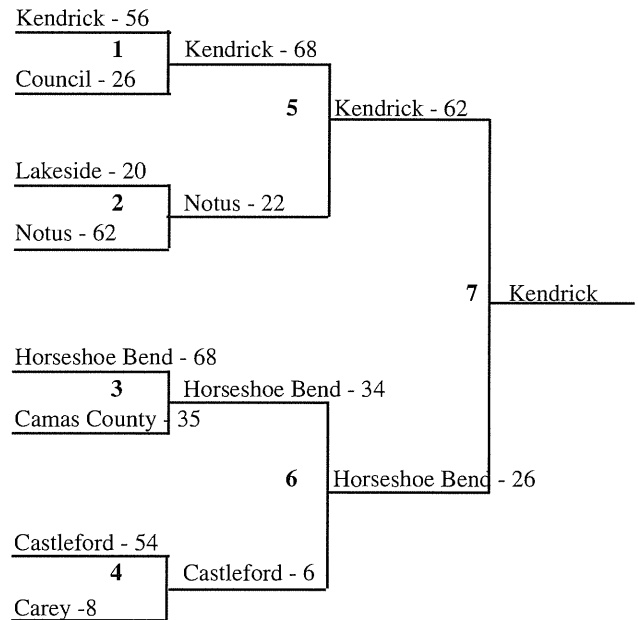 Kendrick - 56
1
Kendrick - 68
Council - 26
5
Kendrick - 62
Lakeside - 20
2
Notus - 22
Notus - 62
7
Kendrick
Horseshoe Bend - 68
3
Horseshoe Bend - 34
Camas County - 35
6
Horseshoe Bend - 26
Castleford - 54
4
Castleford - 6
Carey -8